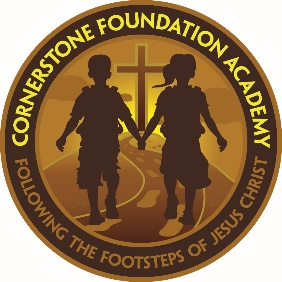 CORNERSTONE FOUNDATION ACADEMY
FOLLOWING THE FOOTSTEPS OF JESUS CHRIST